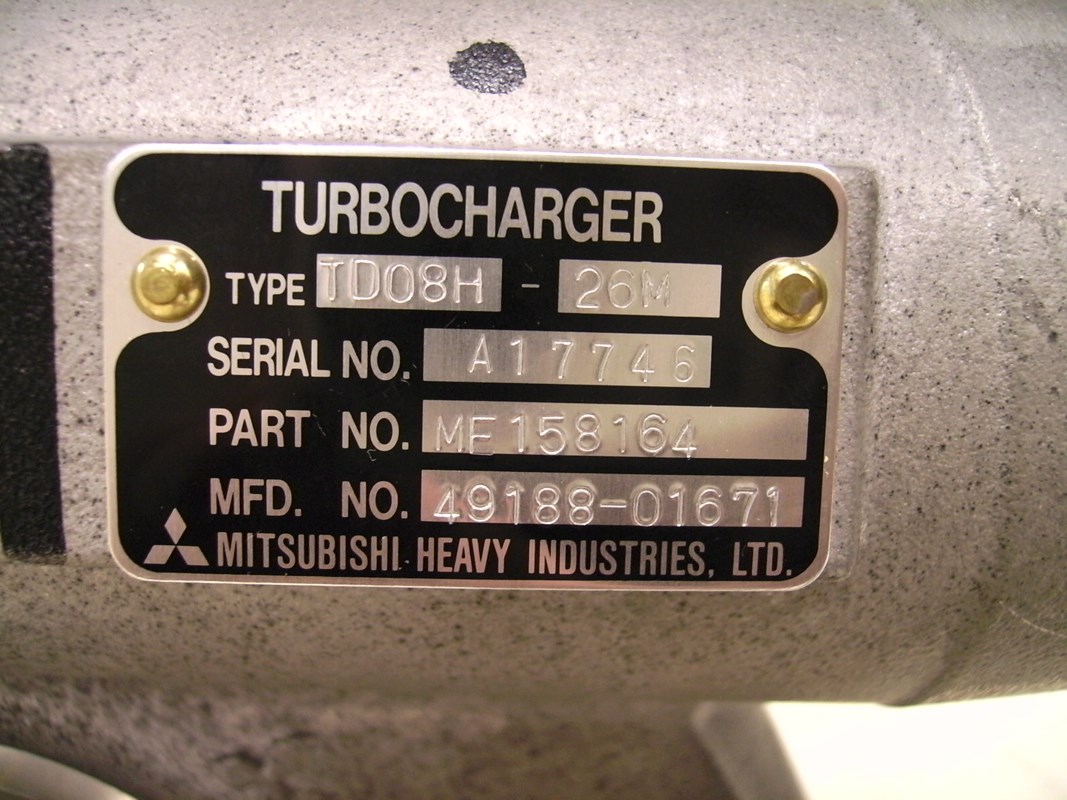 TURBOCHARGER
TYPE TD08H - 26M
SERIAL NO. A17746
PART NO. ME158164
MFD. NO. 49188-01671
MITSUBISHI HEAVY INDUSTRIES, LTD.